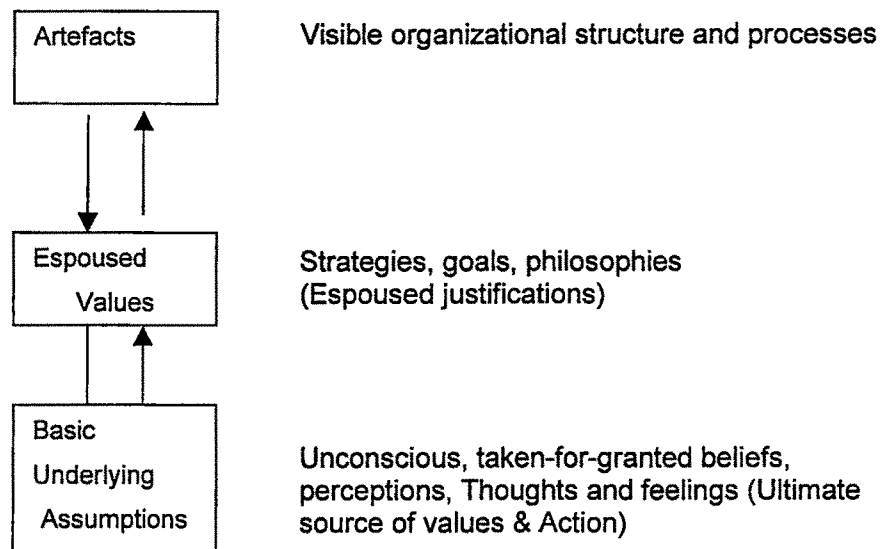 Artefacts
Visible organizational structure and processes
Espoused
Values
Strategies, goals, philosophies
(Espoused justifications)
Basic
Underlying
Assumptions
Unconscious, taken-for-granted beliefs,
perceptions, Thoughts and feelings (Ultimate
source of values & Action)